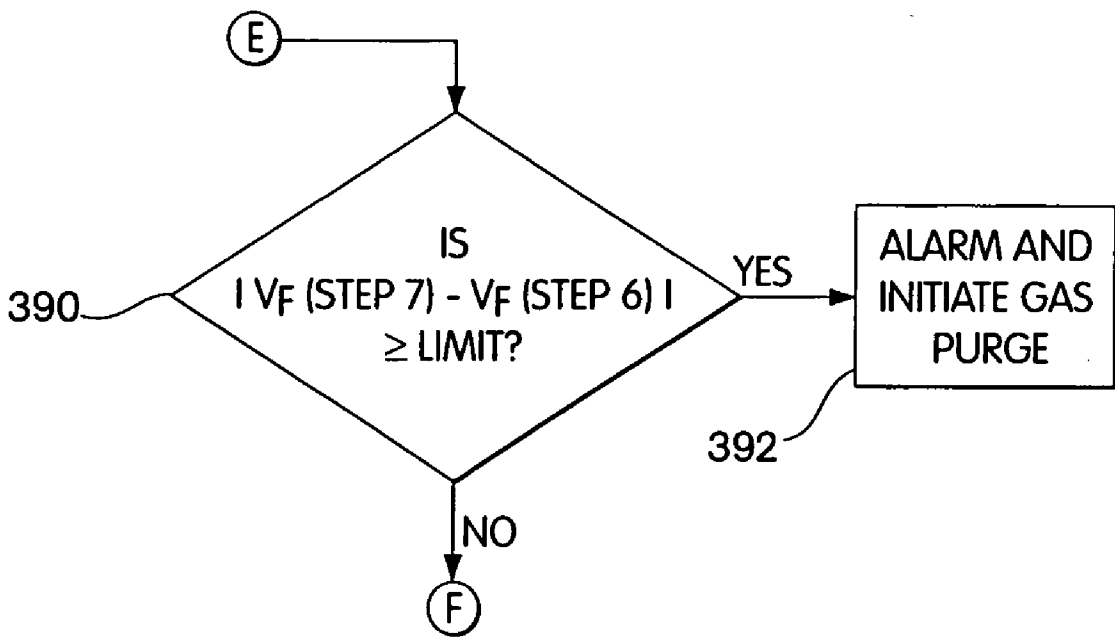 E
IS
| VF (STEP 7) - VF (STEP 6) |
≥ LIMIT?
390
YES
ALARM AND
INITIATE GAS
PURGE
392
NO
F